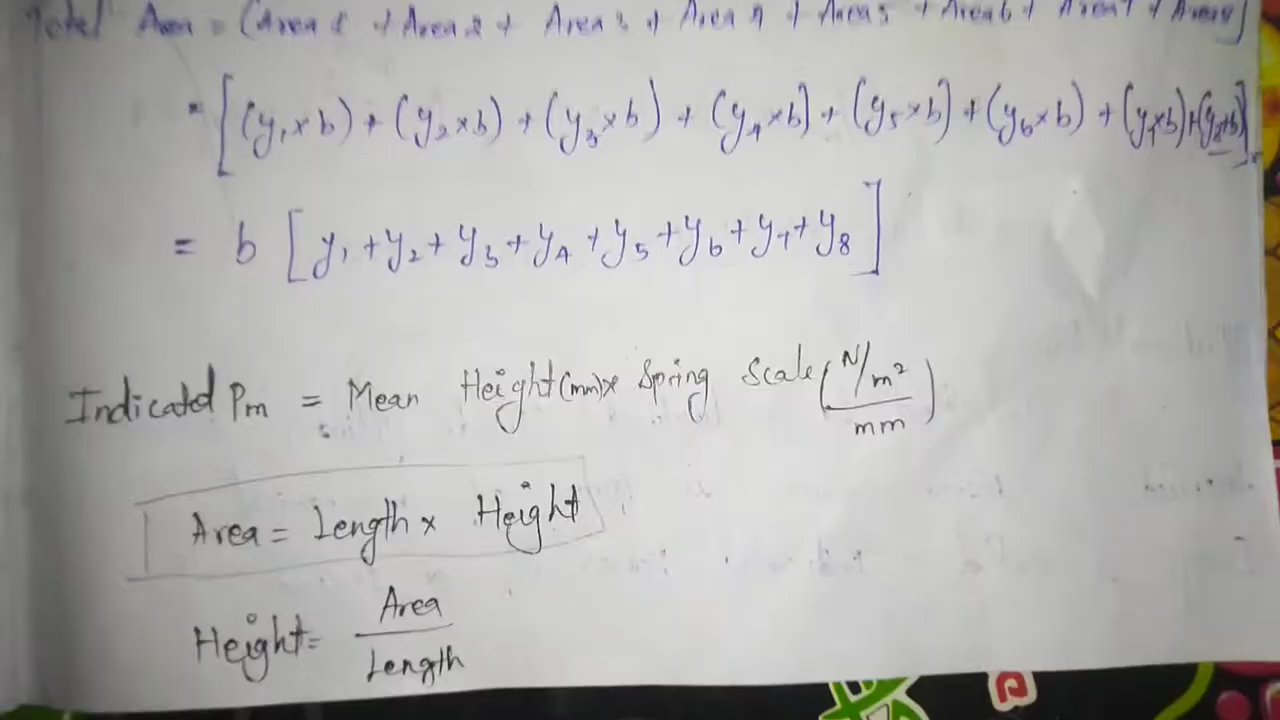 Total Area = (Area 1 + Area 2 + Area 3 + Area 4 + Area 5 + Area 6 + Area 7 + Area 8)
= [(y₁×b) + (y₂×b) + (y₃×b) + (y₄×b) + (y₅×b) + (y₆×b) + (y₇×b) + (y₈×b)]
= b [y₁ + y₂ + y₃ + y₄ + y₅ + y₆ + y₇ + y₈]
Indicated Pm = Mean Height(mm) × Spring Scale (N/m² / mm)
Area = Length × Height
Height = Area / Length